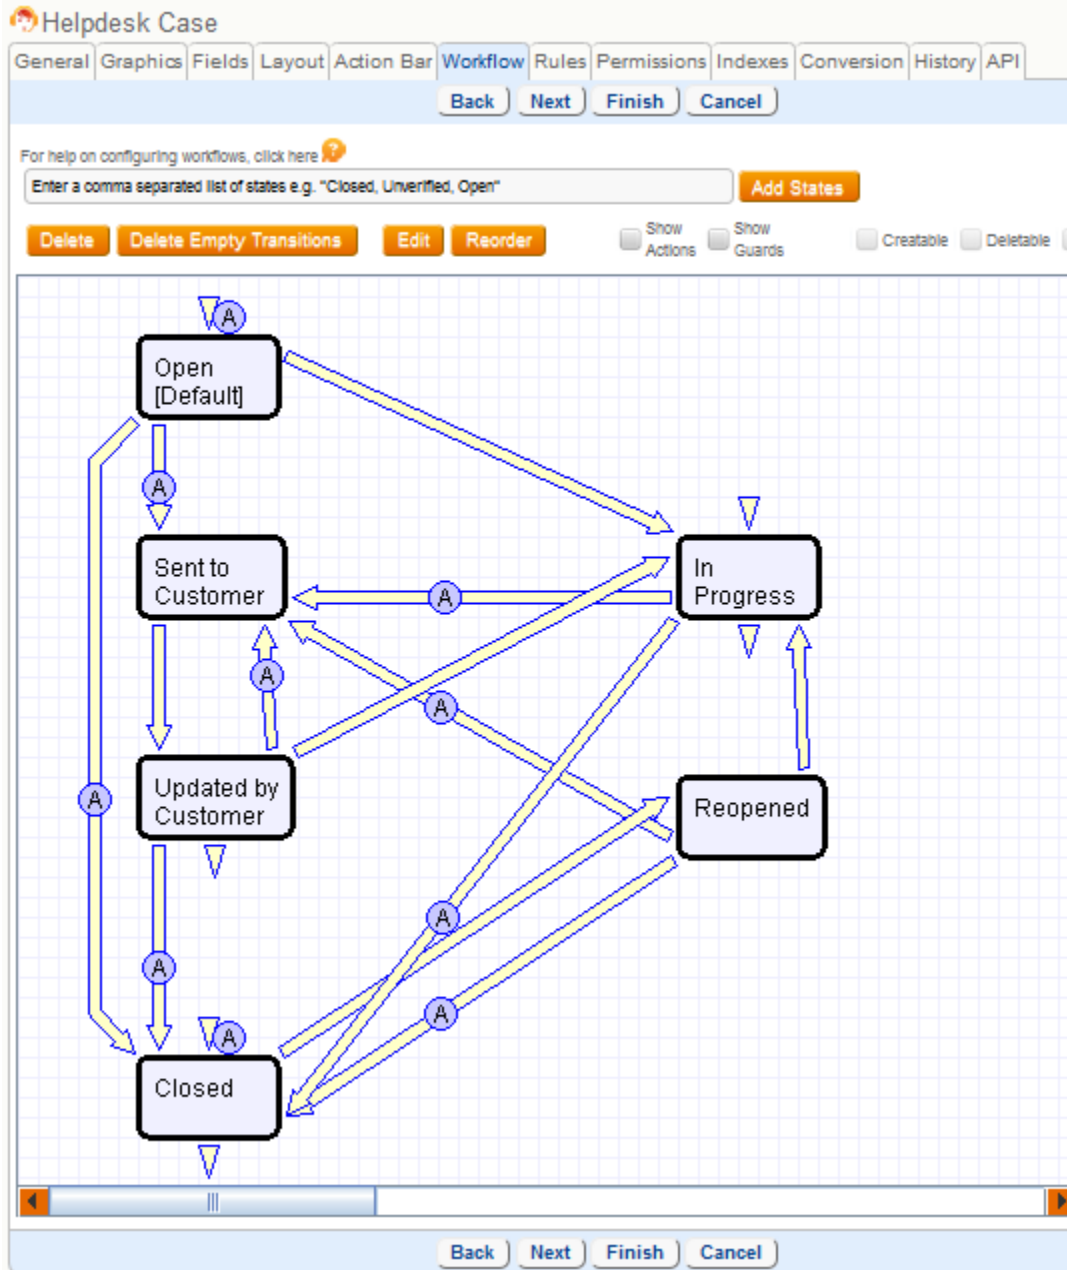 Helpdesk Case
General Graphics Fields Layout Action Bar Workflow Rules Permissions Indexes Conversion History API
Back Next Finish Cancel
For help on configuring workflows, click here ?
Enter a comma separated list of states e.g. "Closed, Unverified, Open" Add States
Delete Delete Empty Transitions Edit Reorder Show Actions Show Guards Creatable Deletable
A
Open
[Default]
A
Sent to
Customer
In
Progress
A
A
A
Updated by
Customer
Reopened
A
A
A
A
A
Closed
Back Next Finish Cancel